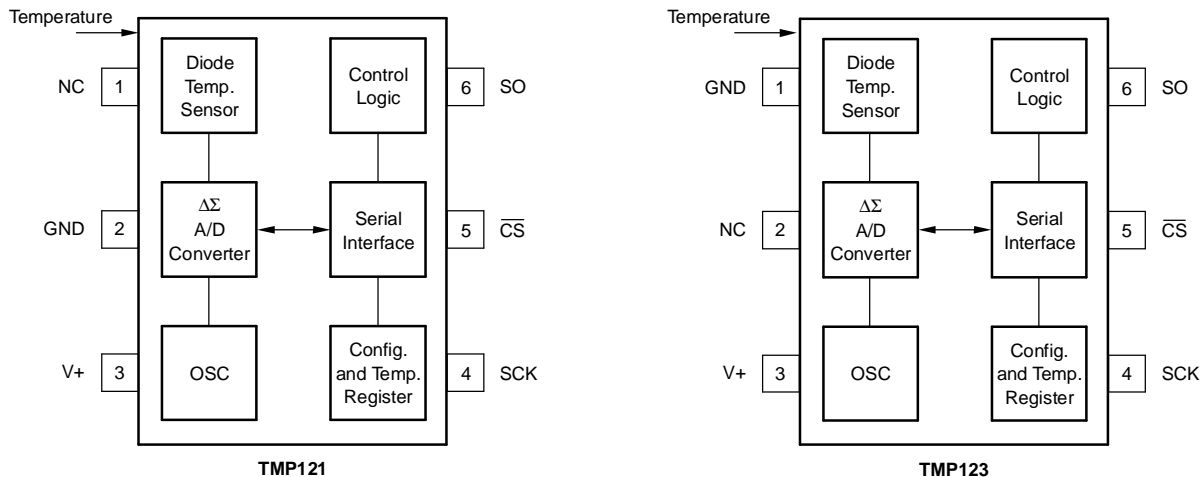 Temperature
NC 1
Diode
Temp.
Sensor
Control
Logic
6 SO
GND 2
ΔΣ
A/D
Converter
Serial
Interface
5 C̅S̅
V+ 3
OSC
Config.
and Temp.
Register
4 SCK
TMP121
Temperature
GND 1
Diode
Temp.
Sensor
Control
Logic
6 SO
NC 2
ΔΣ
A/D
Converter
Serial
Interface
5 C̅S̅
V+ 3
OSC
Config.
and Temp.
Register
4 SCK
TMP123